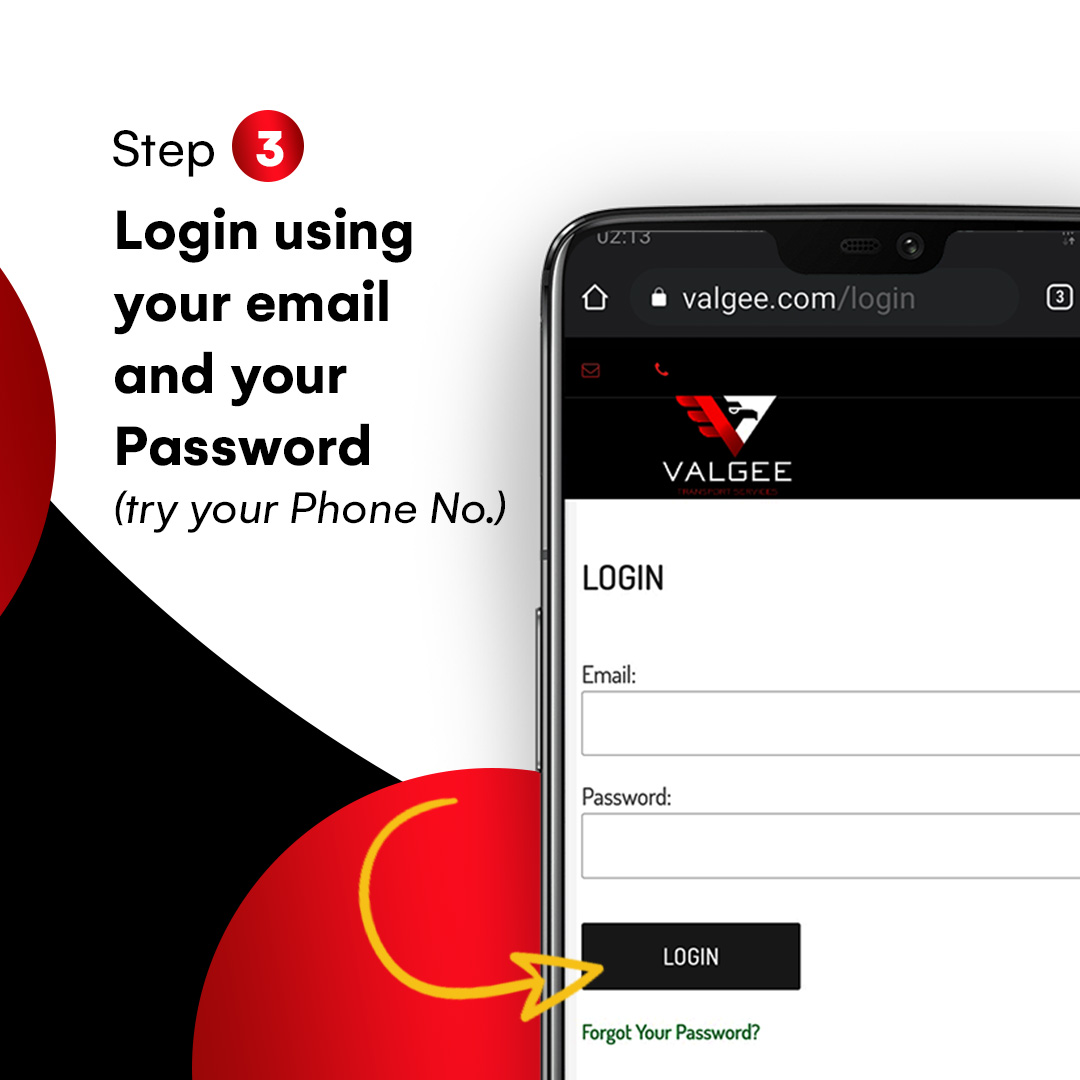 Step 3
Login using
your email
and your
Password
(try your Phone No.)
02:13
valgee.com/login
3
VALGEE
TRANSPORT SERVICES
LOGIN
Email:
Password:
LOGIN
Forgot Your Password?